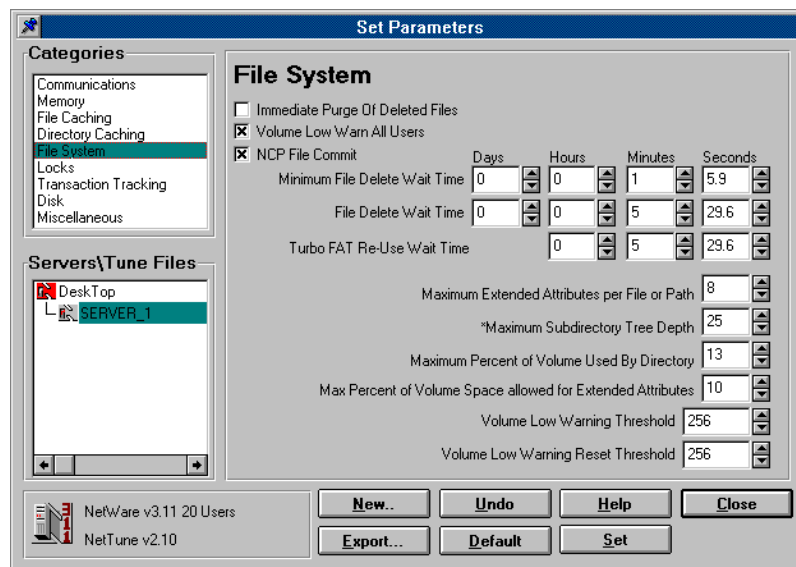 Set Parameters
Categories
Communications
Memory
File Caching
Directory Caching
File System
Locks
Transaction Tracking
Disk
Miscellaneous
Servers\Tune Files
DeskTop
SERVER_1
File System
Immediate Purge Of Deleted Files
Volume Low Warn All Users
NCP File Commit
Days Hours Minutes Seconds
Minimum File Delete Wait Time 0 0 1 5.9
File Delete Wait Time 0 0 5 29.6
Turbo FAT Re-Use Wait Time 0 5 29.6
Maximum Extended Attributes per File or Path 8
*Maximum Subdirectory Tree Depth 25
Maximum Percent of Volume Used By Directory 13
Max Percent of Volume Space allowed for Extended Attributes 10
Volume Low Warning Threshold 256
Volume Low Warning Reset Threshold 256
311
NetWare v3.11 20 Users
NetTune v2.10
New.. Undo Help Close
Export... Default Set